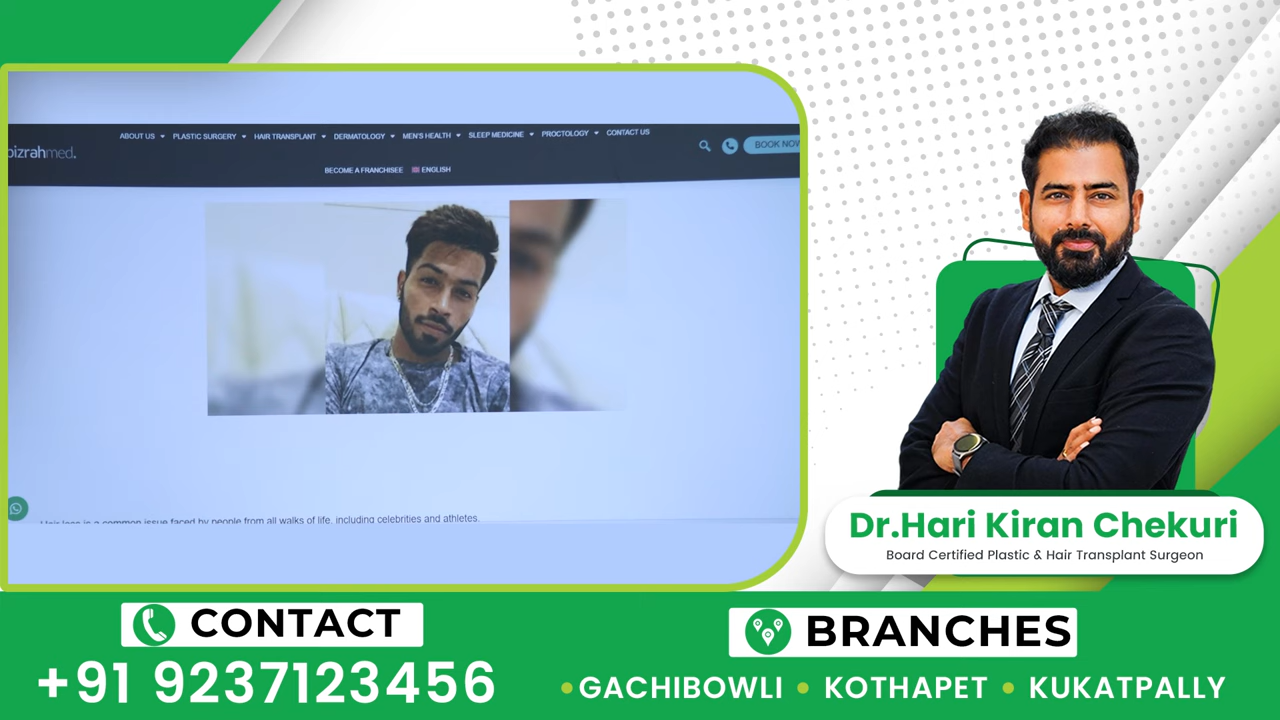 ABOUT US PLASTIC SURGERY HAIR TRANSPLANT DERMATOLOGY MEN'S HEALTH SLEEP MEDICINE PROCTOLOGY CONTACT US
bizrahmed.
BOOK NOW
BECOME A FRANCHISEE ENGLISH
Hair loss is a common issue faced by people from all walks of life, including celebrities and athletes.
Dr.Hari Kiran Chekuri
Board Certified Plastic & Hair Transplant Surgeon
CONTACT
+91 9237123456
BRANCHES
•GACHIBOWLI • KOTHAPET • KUKATPALLY